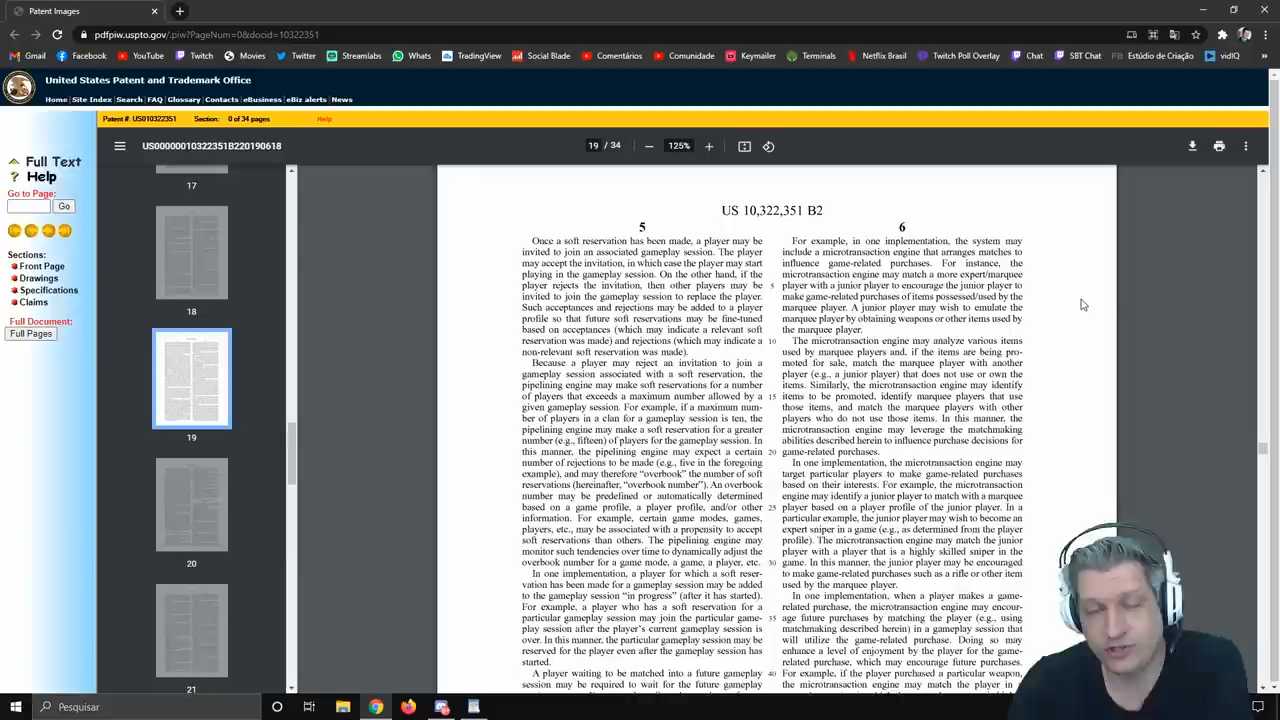 Patent Images
pdfpiw.uspto.gov/.piw?PageNum=0&docid=10322351
Gmail Facebook YouTube Twitch Twitter Streamlabs Whats TradingView Social Blade Comentários Comunidade Keymailer Terminals Netflix Brasil Twitch Poll Overlay Chat SBT Chat Estúdio de Criação vidIQ
United States Patent and Trademark Office
Home| Site Index| Search| FAQ| Glossary| Contacts| eBusiness| eBiz alerts| News
Patent #: US010322351 Section: 0 of 34 pages Help
US00000010322351B220190618
19 / 34
125%
Full Text
Help
Go to Page:
Go
Sections:
Front Page
Drawings
Specifications
Claims
Full Document:
Full Pages
17
18
19
20
21
US 10,322,351 B2
5
Once a soft reservation has been made, a player may be
invited to join an associated gameplay session. The player
may accept the invitation, in which case the player may start
playing in the gameplay session. On the other hand, if the
player rejects the invitation, then other players may be
invited to join the gameplay session to replace the player.
Such acceptances and rejections may be added to a player
profile so that future soft reservations may be fine-tuned
based on acceptances (which may indicate a relevant soft
reservation was made) and rejections (which may indicate a
non-relevant soft reservation was made).
Because a player may reject an invitation to join a
gameplay session associated with a soft reservation, the
pipelining engine may make soft reservations for a number
of players that exceeds a maximum number allowed by a
given gameplay session. For example, if a maximum num-
ber of players in a clan for a gameplay session is ten, the
pipelining engine may make a soft reservation for a greater
number (e.g., fifteen) of players for the gameplay session. In
this manner, the pipelining engine may expect a certain
number of rejections to be made (e.g., five in the foregoing
example), and may therefore “overbook” the number of soft
reservations (hereinafter, “overbook number”). An overbook
number may be predefined or automatically determined
based on a game profile, a player profile, and/or other
information. For example, certain game modes, games,
players, etc., may be associated with a propensity to accept
soft reservations than others. The pipelining engine may
monitor such tendencies over time to dynamically adjust the
overbook number for a game mode, a game, a player, etc.
In one implementation, a player for which a soft reser-
vation has been made for a gameplay session may be added
to the gameplay session “in progress” (after it has started).
For example, a player who has a soft reservation for a
particular gameplay session may join the particular game-
play session after the player’s current gameplay session is
over. In this manner, the particular gameplay session may be
reserved for the player even after the gameplay session has
started.
A player waiting to be matched into a future gameplay
session may be required to wait for the future gameplay
5
10
15
20
25
30
35
40
6
For example, in one implementation, the system may
include a microtransaction engine that arranges matches to
influence game-related purchases. For instance, the
microtransaction engine may match a more expert/marquee
player with a junior player to encourage the junior player to
make game-related purchases of items possessed/used by the
marquee player. A junior player may wish to emulate the
marquee player by obtaining weapons or other items used by
the marquee player.
The microtransaction engine may analyze various items
used by marquee players and, if the items are being pro-
moted for sale, match the marquee player with another
player (e.g., a junior player) that does not use or own the
items. Similarly, the microtransaction engine may identify
items to be promoted, identify marquee players that use
those items, and match the marquee players with other
players who do not use those items. In this manner, the
microtransaction engine may leverage the matchmaking
abilities described herein to influence purchase decisions for
game-related purchases.
In one implementation, the microtransaction engine may
target particular players to make game-related purchases
based on their interests. For example, the microtransaction
engine may identify a junior player to match with a marquee
player based on a player profile of the junior player. In a
particular example, the junior player may wish to become an
expert sniper in a game (e.g., as determined from the player
profile). The microtransaction engine may match the junior
player with a player that is a highly skilled sniper in the
game. In this manner, the junior player may be encouraged
to make game-related purchases such as a rifle or other item
used by the marquee player.
In one implementation, when a player makes a game-
related purchase, the microtransaction engine may encour-
age future purchases by matching the player (e.g., using
matchmaking described herein) in a gameplay session that
will utilize the game-related purchase. Doing so may
enhance a level of enjoyment by the player for the game-
related purchase, which may encourage future purchases.
For example, if the player purchased a particular weapon,
the microtransaction engine may match the player in a
Pesquisar